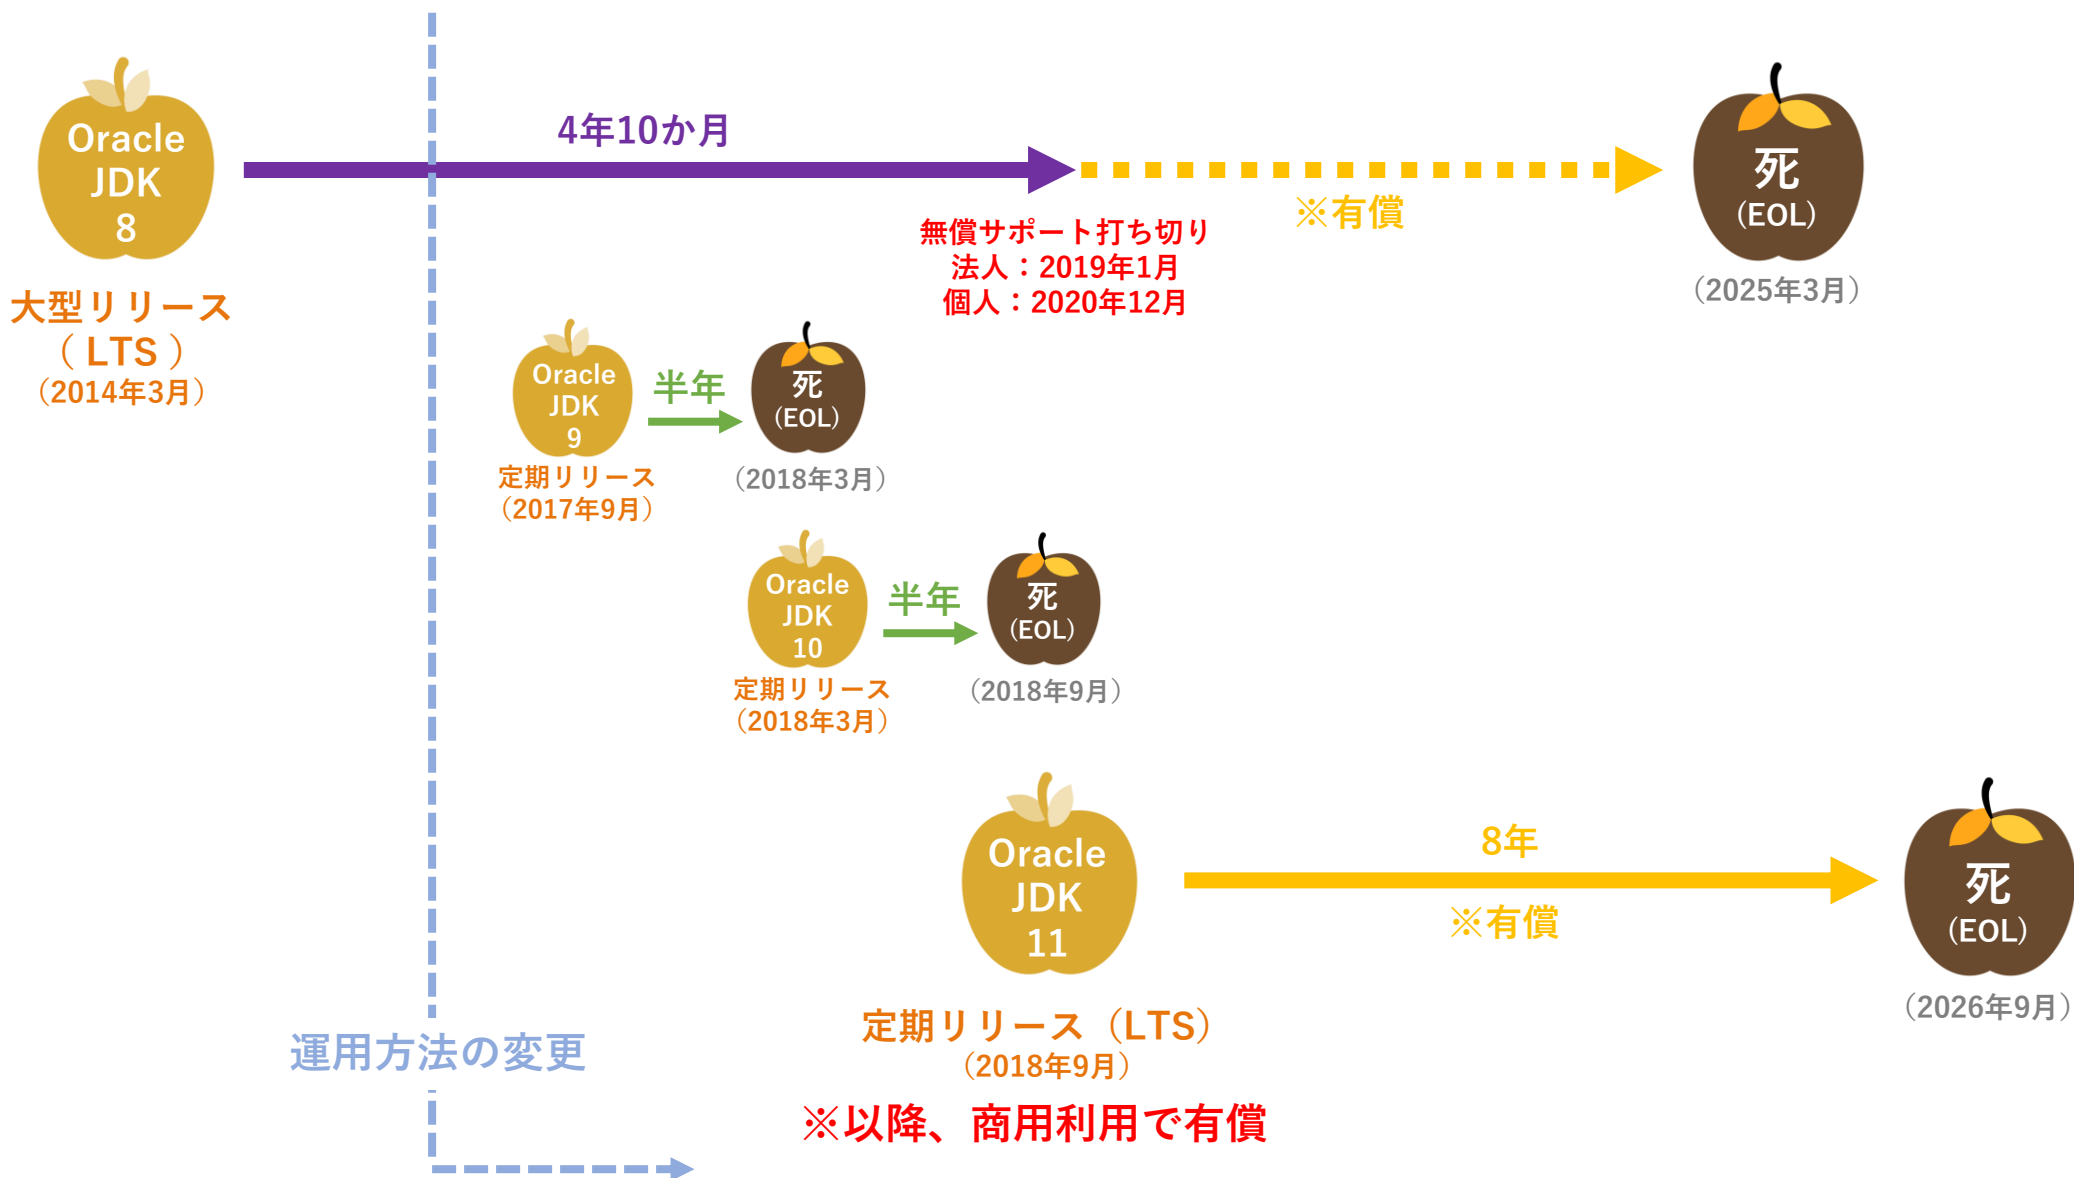 Oracle
JDK
8
大型リリース
（ LTS ）
（2014年3月）
4年10か月
無償サポート打ち切り
法人：2019年1月
個人：2020年12月
※有償
死
(EOL)
（2025年3月）
Oracle
JDK
9
定期リリース
（2017年9月）
半年
死
(EOL)
（2018年3月）
Oracle
JDK
10
定期リリース
（2018年3月）
半年
死
(EOL)
（2018年9月）
Oracle
JDK
11
定期リリース（LTS）
（2018年9月）
※以降、商用利用で有償
8年
※有償
死
(EOL)
（2026年9月）
運用方法の変更